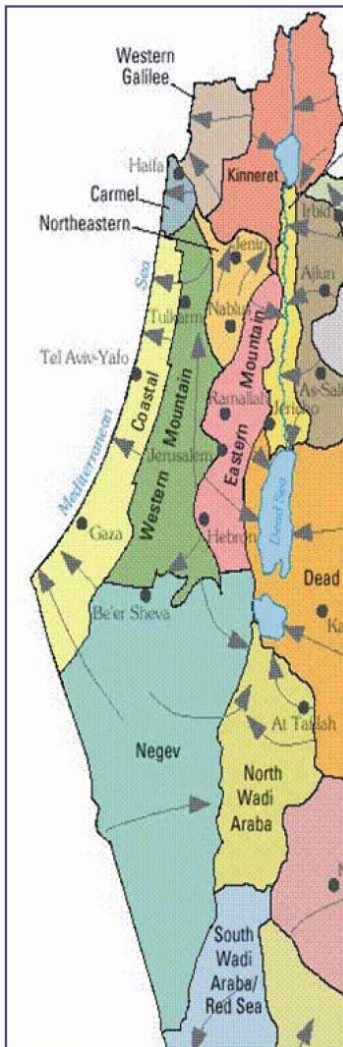 Western
Galilee
Haifa
Kinneret
Carmel
Northeastern
Irbid
Jenin
Ajlun
Sea
Tulkarm
Nablus
Tel Aviv-Yafo
Coastal
Mountain
As-Sal
Ramallah
Jericho
Mediterranean
Western Mountain
Jerusalem
Eastern
Dead Sea
Gaza
Hebron
Dead
Be'er Sheva
Ka
At Tafilah
Negev
North
Wadi
Araba
South
Wadi
Araba/
Red Sea